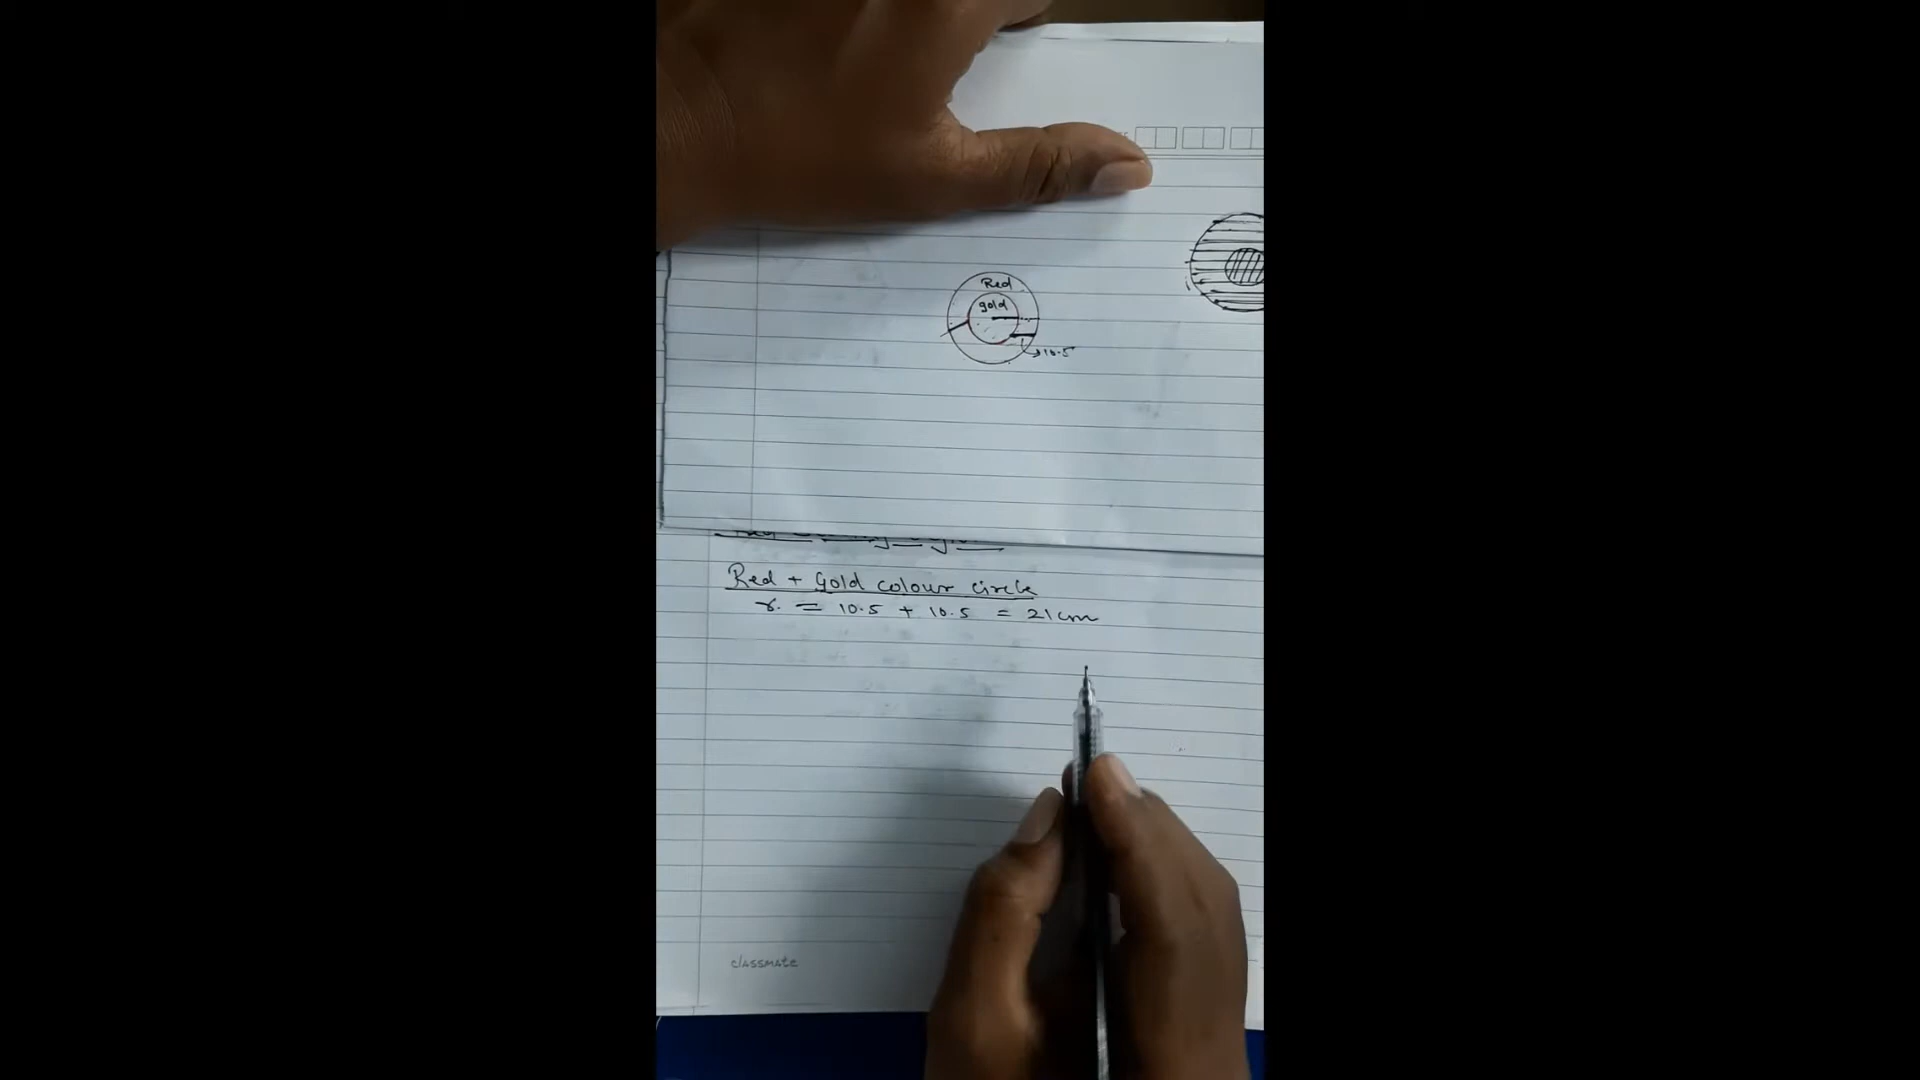 Red
gold
10.5
Red + Gold colour circle
r. = 10.5 + 10.5 = 21cm
classmate